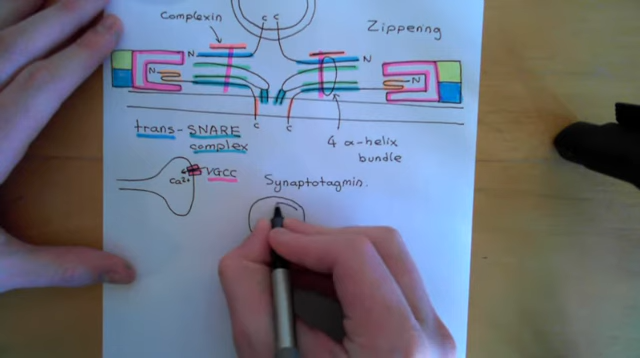 Complexin
C C
Zippering
N
N
N
N
C
C
trans-SNARE
complex
4 α-helix
bundle
Ca2+
VGCC
Synaptotagmin.